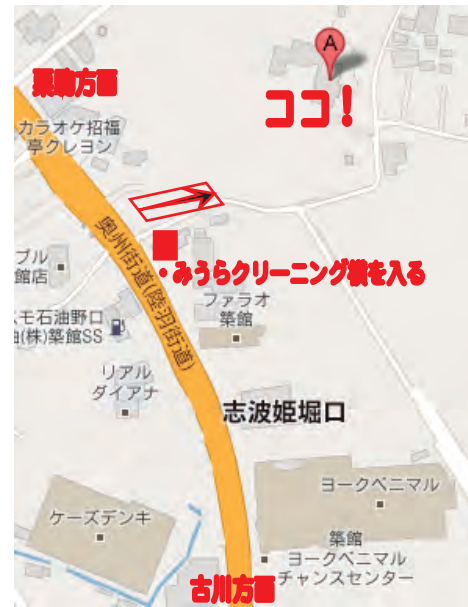 A
栗駒方面
ココ！
カラオケ招福
亭クレヨン
奥州街道(陸羽街道)
・みうらクリーニング横を入る
プル
館店
ファラオ
築館
スモ石油野口
油(株)築館SS
リアル
ダイアナ
志波姫堀口
ヨークベニマル
ケーズデンキ
築館
ヨークベニマル
チャンスセンター
古川方面